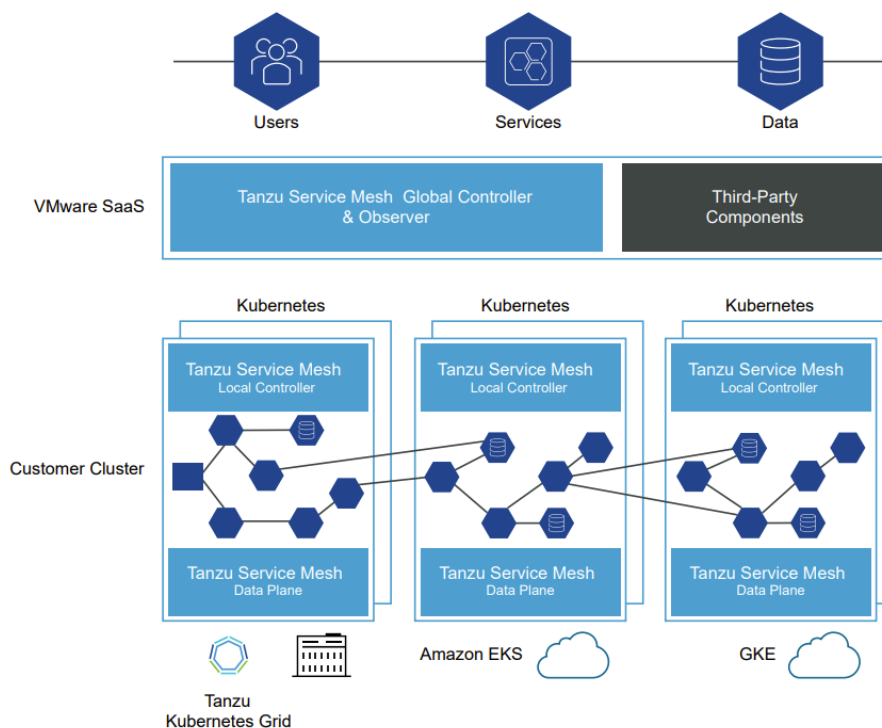 Users
Services
Data
VMware SaaS
Tanzu Service Mesh Global Controller
& Observer
Third-Party
Components
Kubernetes
Kubernetes
Kubernetes
Customer Cluster
Tanzu Service Mesh
Local Controller
Tanzu Service Mesh
Local Controller
Tanzu Service Mesh
Local Controller
Tanzu Service Mesh
Data Plane
Tanzu Service Mesh
Data Plane
Tanzu Service Mesh
Data Plane
Tanzu
Kubernetes Grid
Amazon EKS
GKE